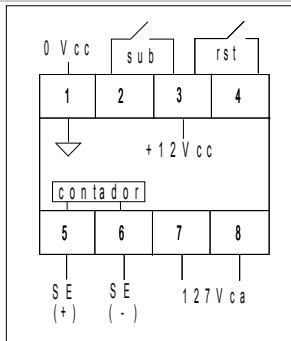 0 Vcc
sub
rst
1 2 3 4
+12Vcc
contador
5 6 7 8
SE SE 127Vca
(+) (-)